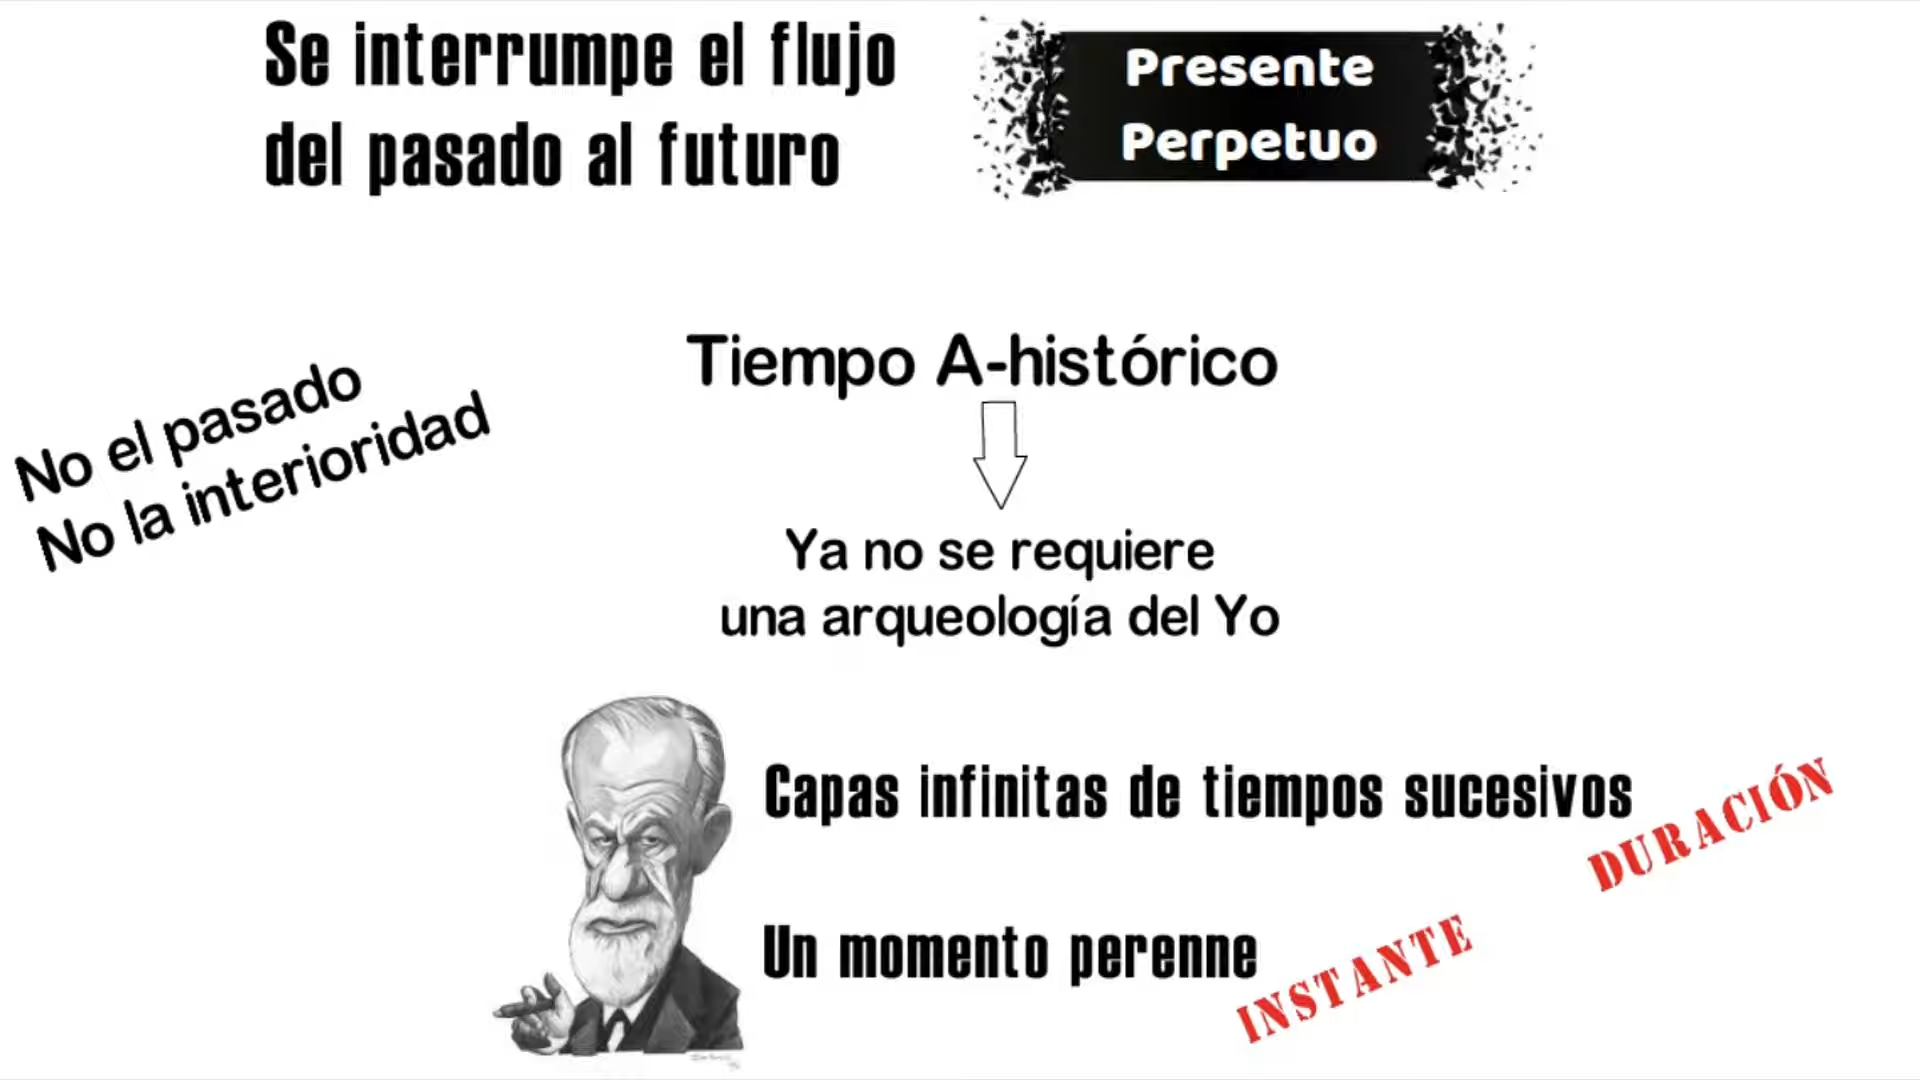 Se interrumpe el flujo
del pasado al futuro
Presente
Perpetuo
Tiempo A-histórico
No el pasado
No la interioridad
Ya no se requiere
una arqueología del Yo
Capas infinitas de tiempos sucesivos
DURACIÓN
Un momento perenne
INSTANTE